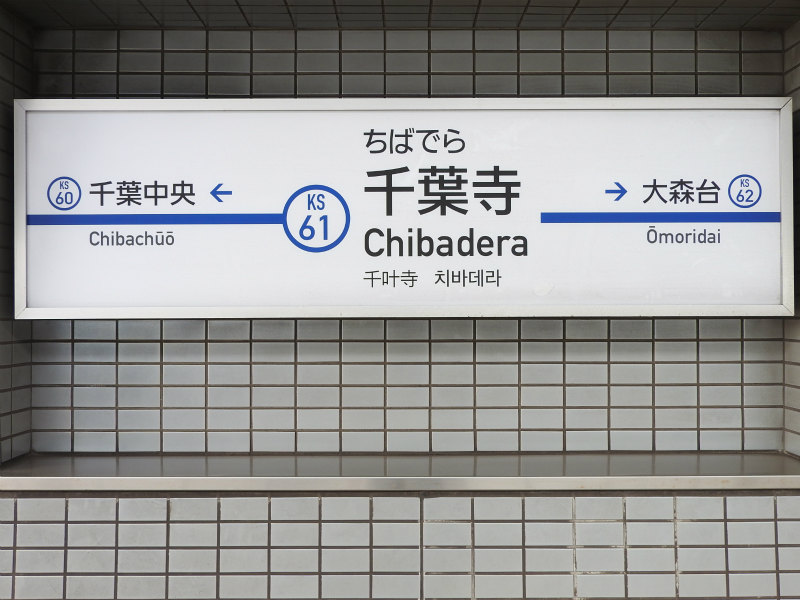 ちばでら
KS
60
千葉中央 ←
Chibachūō
KS
61
千葉寺
Chibadera
千叶寺 치바데라
→ 大森台
KS
62
Ōmoridai